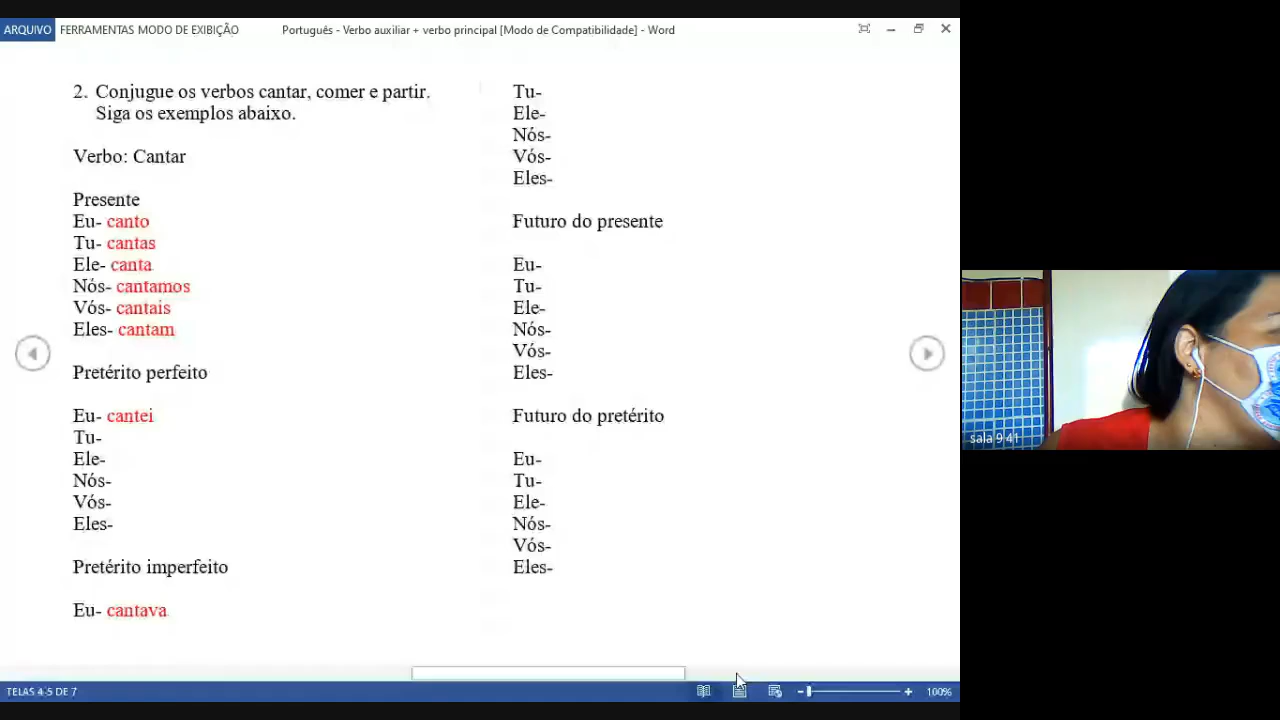 ARQUIVO FERRAMENTAS MODO DE EXIBIÇÃO Português - Verbo auxiliar + verbo principal [Modo de Compatibilidade] - Word
2. Conjugue os verbos cantar, comer e partir.
Siga os exemplos abaixo.
Verbo: Cantar
Presente
Eu- canto
Tu- cantas
Ele- canta
Nós- cantamos
Vós- cantais
Eles- cantam
Pretérito perfeito
Eu- cantei
Tu-
Ele-
Nós-
Vós-
Eles-
Pretérito imperfeito
Eu- cantava
Tu-
Ele-
Nós-
Vós-
Eles-
Futuro do presente
Eu-
Tu-
Ele-
Nós-
Vós-
Eles-
Futuro do pretérito
Eu-
Tu-
Ele-
Nós-
Vós-
Eles-
sala 9 41
TELAS 4-5 DE 7
100%